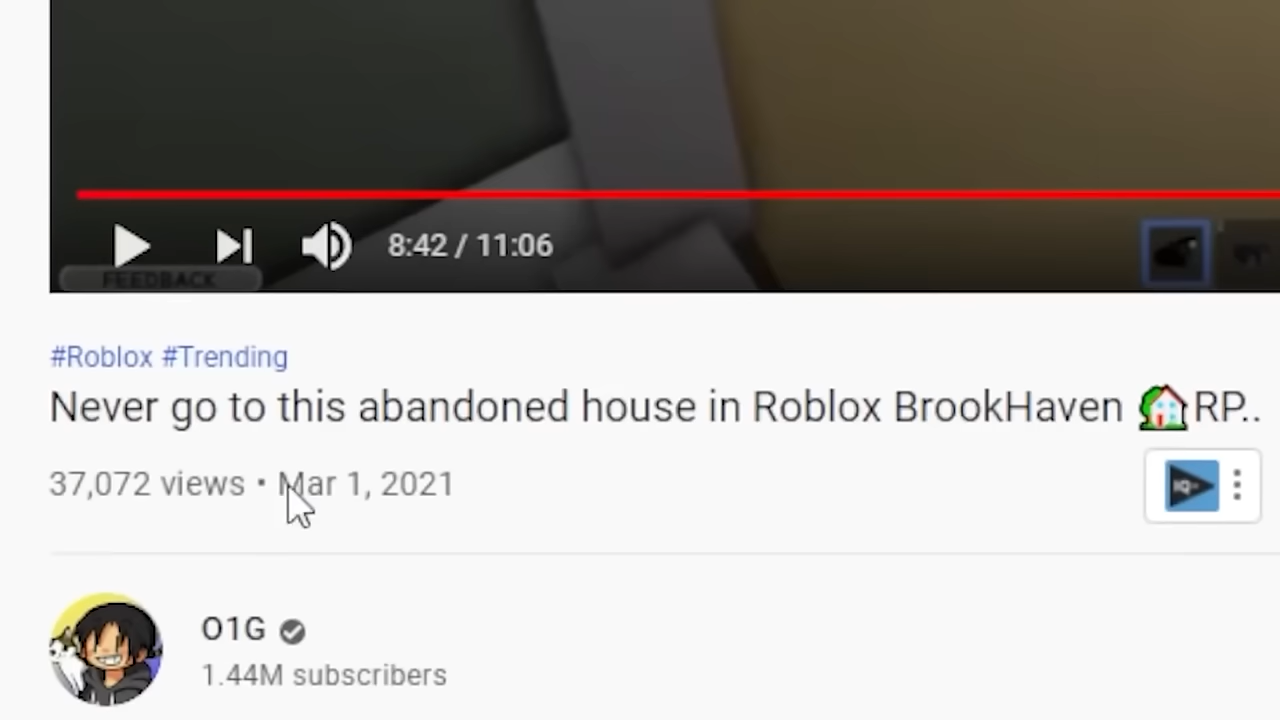 8:42 / 11:06
FEEDBACK
#Roblox #Trending
Never go to this abandoned house in Roblox BrookHaven 🏡RP..
37,072 views • Mar 1, 2021
IQ
O1G
1.44M subscribers